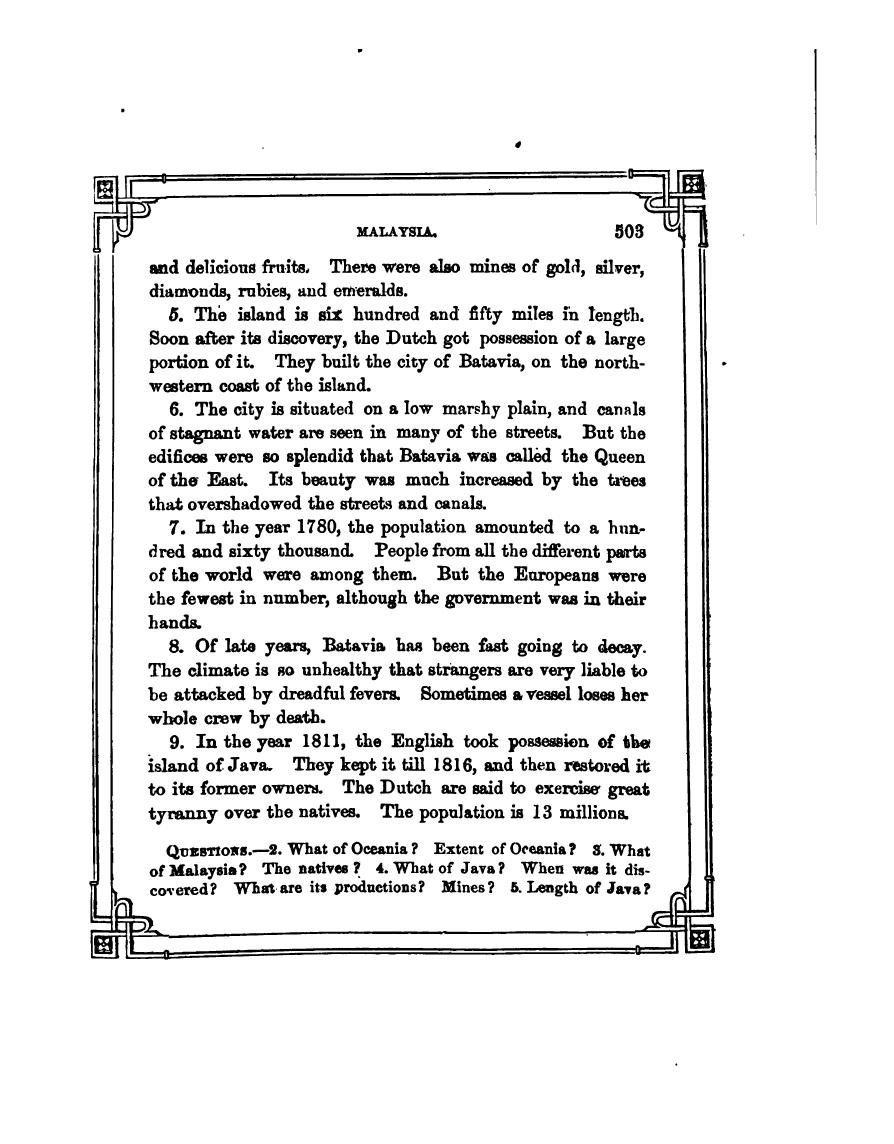 MALAYSIA. 503
and delicious fruits. There were also mines of gold, silver,
diamonds, rubies, and emeralds.
5. The island is six hundred and fifty miles in length.
Soon after its discovery, the Dutch got possession of a large
portion of it. They built the city of Batavia, on the north-
western coast of the island.
6. The city is situated on a low marshy plain, and canals
of stagnant water are seen in many of the streets. But the
edifices were so splendid that Batavia was called the Queen
of the East. Its beauty was much increased by the trees
that overshadowed the streets and canals.
7. In the year 1780, the population amounted to a hun-
dred and sixty thousand. People from all the different parts
of the world were among them. But the Europeans were
the fewest in number, although the government was in their
hands.
8. Of late years, Batavia has been fast going to decay.
The climate is so unhealthy that strangers are very liable to
be attacked by dreadful fevers. Sometimes a vessel loses her
whole crew by death.
9. In the year 1811, the English took possession of the
island of Java. They kept it till 1816, and then restored it
to its former owners. The Dutch are said to exercise great
tyranny over the natives. The population is 13 millions.
QUESTIONS.—2. What of Oceania? Extent of Oceania? 3. What
of Malaysia? The natives? 4. What of Java? When was it dis-
covered? What are its productions? Mines? 5. Length of Java?